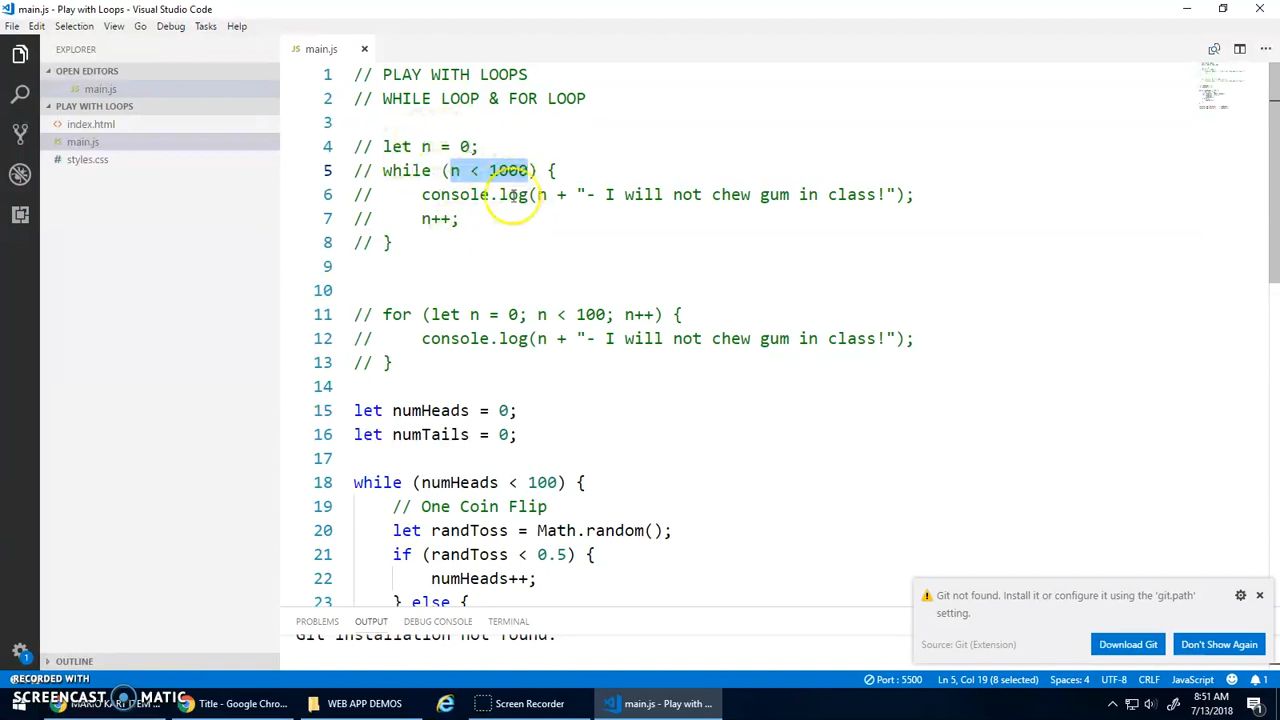 main.js - Play with Loops - Visual Studio Code
File Edit Selection View Go Debug Tasks Help
EXPLORER
OPEN EDITORS
main.js
PLAY WITH LOOPS
index.html
JS main.js
styles.css
OUTLINE
JS main.js
1 // PLAY WITH LOOPS
2 // WHILE LOOP & FOR LOOP
3
4 // let n = 0;
5 // while (n < 1000) {
6 // console.log(n + "- I will not chew gum in class!");
7 // n++;
8 // }
9
10
11 // for (let n = 0; n < 100; n++) {
12 // console.log(n + "- I will not chew gum in class!");
13 // }
14
15 let numHeads = 0;
16 let numTails = 0;
17
18 while (numHeads < 100) {
19 // One Coin Flip
20 let randToss = Math.random();
21 if (randToss < 0.5) {
22 numHeads++;
23 } else {
PROBLEMS OUTPUT DEBUG CONSOLE TERMINAL
Git installation not found.
Git not found. Install it or configure it using the 'git.path'
setting.
Source: Git (Extension) Download Git Don't Show Again
1
Port : 5500 Ln 5, Col 19 (8 selected) Spaces: 4 UTF-8 CRLF JavaScript 1
RECORDED WITH
SCREENCAST MATIC
MARIO KART DEM ... Title - Google Chro... WEB APP DEMOS Screen Recorder main.js - Play with ...
8:51 AM
7/13/2018